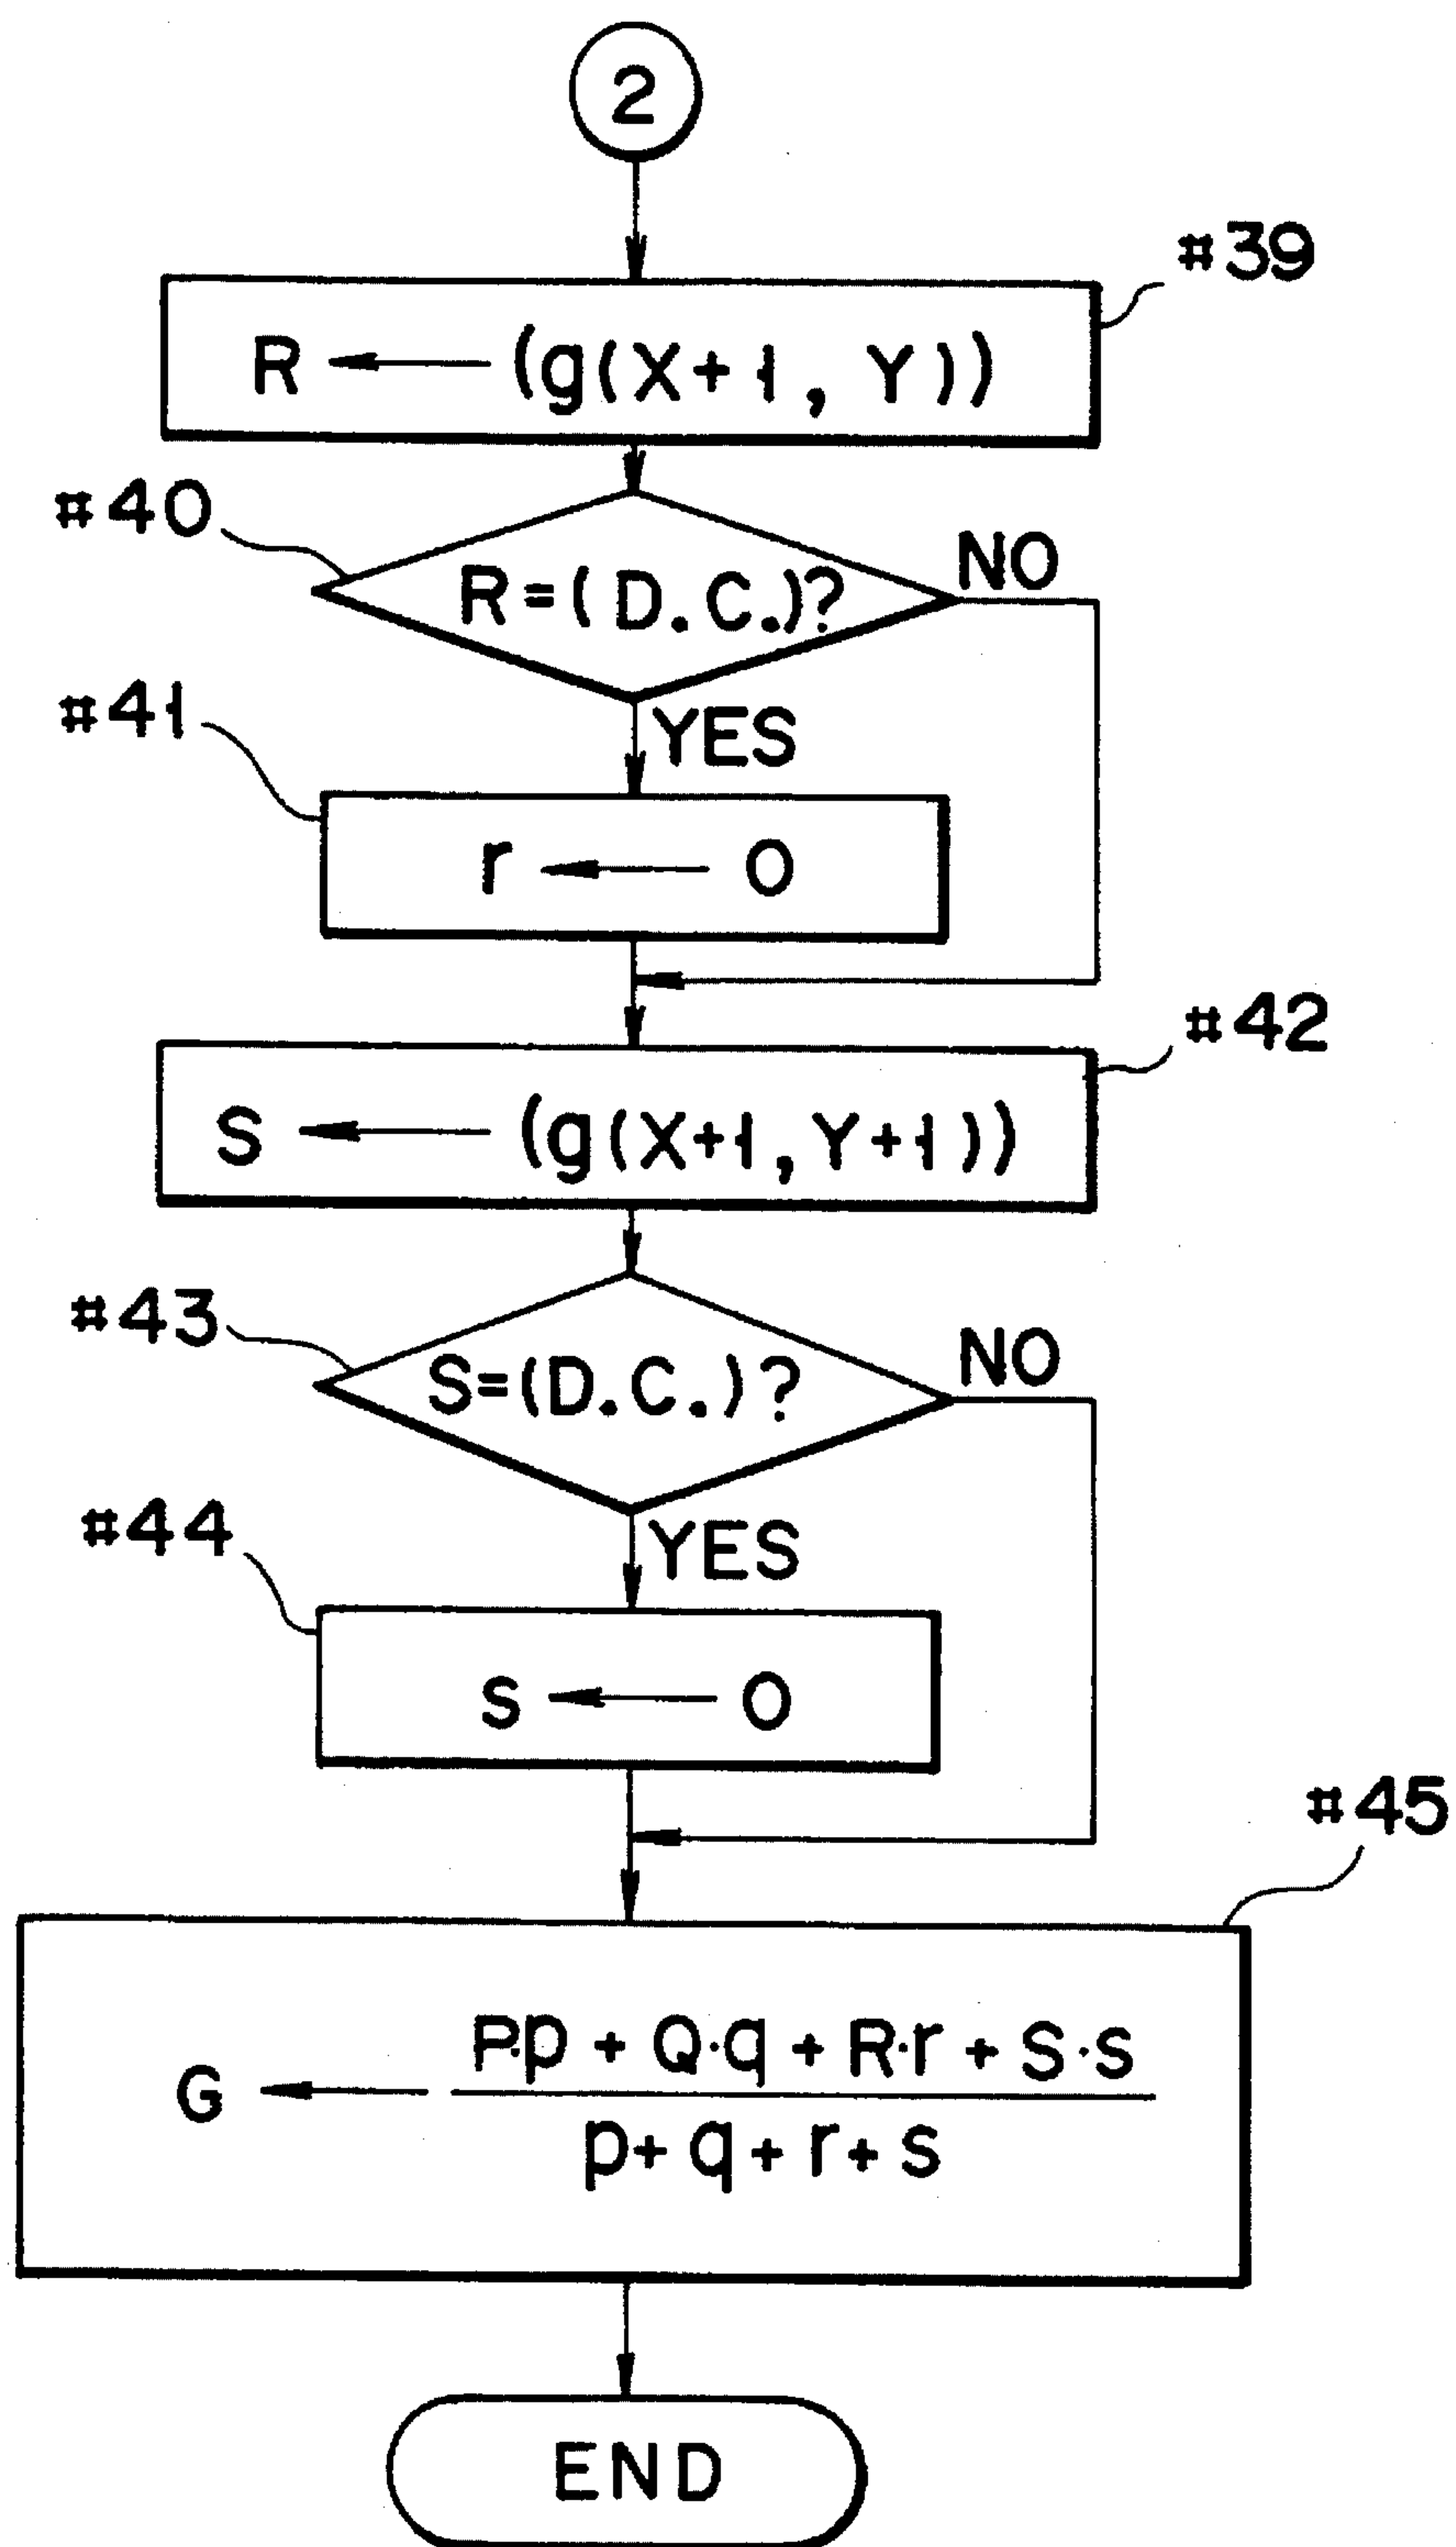 2
#39
R ← (g(X+1, Y))
#40
R=(D.C.)?
NO
#41
YES
r ← 0
#42
S ← (g(X+1, Y+1))
#43
S=(D.C.)?
NO
#44
YES
s ← 0
#45
P·p + Q·q + R·r + S·s
G ←
p+ q + r + s
END